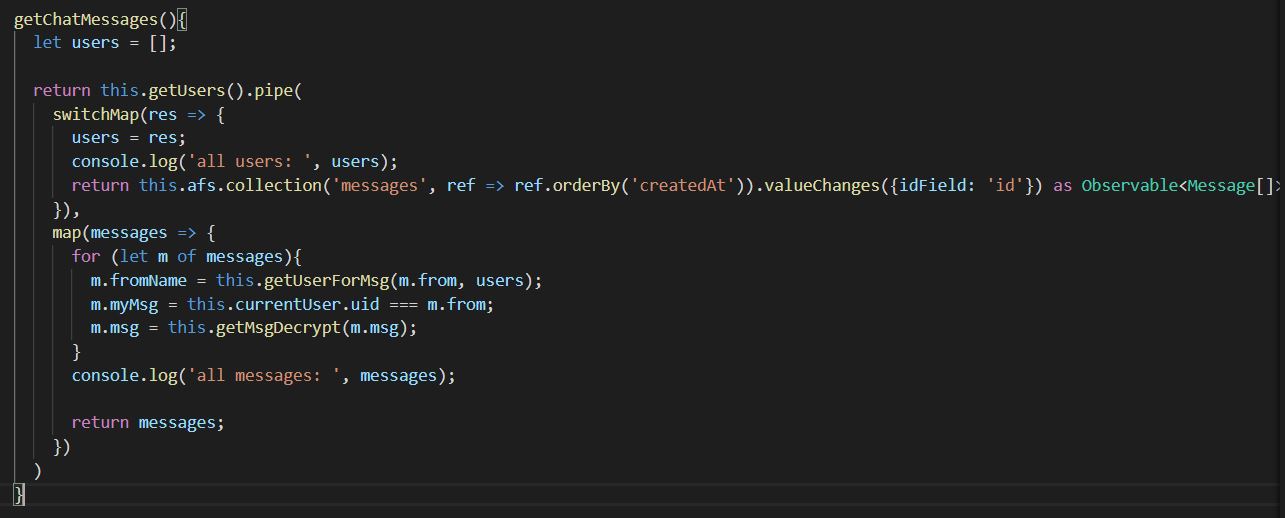 getChatMessages(){
let users = [];
return this.getUsers().pipe(
switchMap(res => {
users = res;
console.log('all users: ', users);
return this.afs.collection('messages', ref => ref.orderBy('createdAt')).valueChanges({idField: 'id'}) as Observable<Message[]>
}),
map(messages => {
for (let m of messages){
m.fromName = this.getUserForMsg(m.from, users);
m.myMsg = this.currentUser.uid === m.from;
m.msg = this.getMsgDecrypt(m.msg);
}
console.log('all messages: ', messages);
return messages;
})
)
}